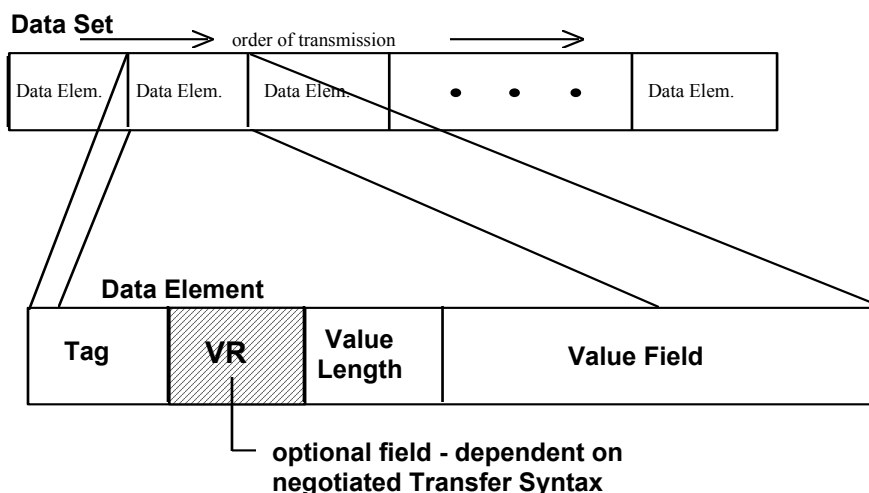 Data Set
order of transmission
Data Elem. Data Elem. Data Elem. • • • Data Elem.
Data Element
Tag VR Value Length Value Field
optional field - dependent on
negotiated Transfer Syntax